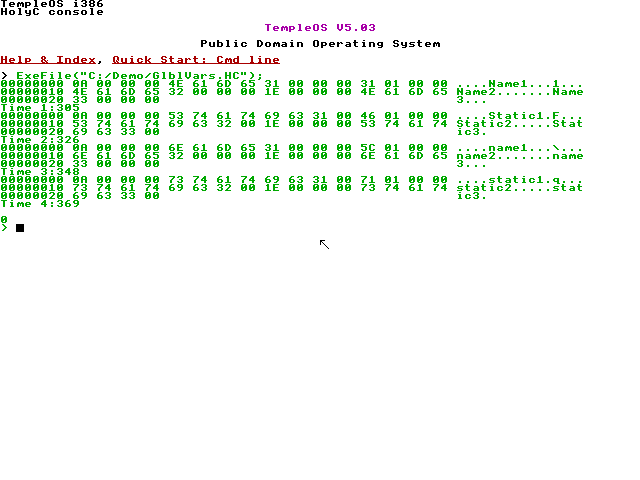 TempleOS i386
HolyC console
TempleOS V5.03
Public Domain Operating System
Help & Index, Quick Start: Cmd line
> ExeFile("C:/Demo/GlblVars.HC");
00000000 0A 00 00 00 4E 61 6D 65 31 00 00 00 31 01 00 00 ....Name1...1...
00000010 4E 61 6D 65 32 00 00 00 1E 00 00 00 4E 61 6D 65 Name2.......Name
00000020 33 00 00 00 3...
Time 1:305
00000000 0A 00 00 00 53 74 61 74 69 63 31 00 46 01 00 00 ....Static1.F...
00000010 53 74 61 74 69 63 32 00 1E 00 00 00 53 74 61 74 Static2.....Stat
00000020 69 63 33 00 ic3.
Time 2:326
00000000 0A 00 00 00 6E 61 6D 65 31 00 00 00 5C 01 00 00 ....name1...\...
00000010 6E 61 6D 65 32 00 00 00 1E 00 00 00 6E 61 6D 65 name2.......name
00000020 33 00 00 00 3...
Time 3:348
00000000 0A 00 00 00 73 74 61 74 69 63 31 00 71 01 00 00 ....static1.q...
00000010 73 74 61 74 69 63 32 00 1E 00 00 00 73 74 61 74 static2.....stat
00000020 69 63 33 00 ic3.
Time 4:369
0
>